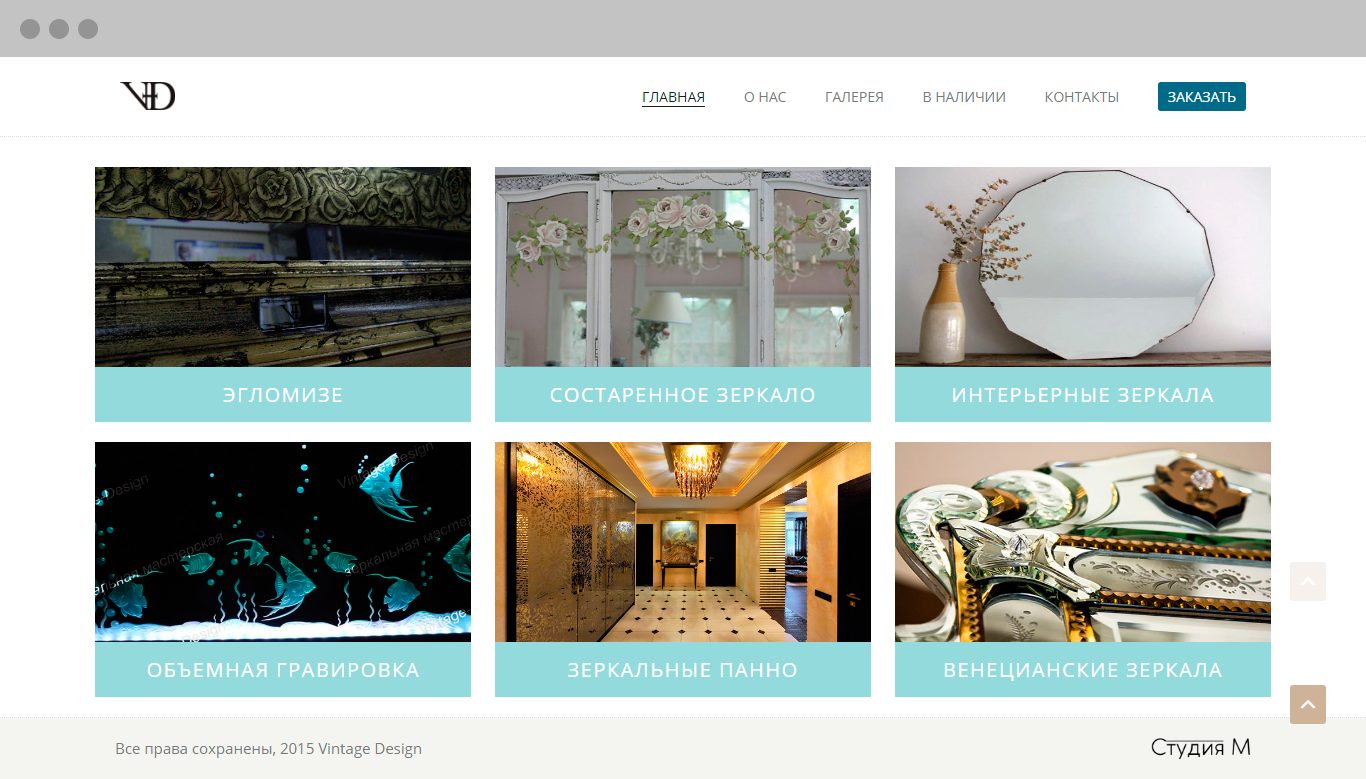 VD
ГЛАВНАЯ О НАС ГАЛЕРЕЯ В НАЛИЧИИ КОНТАКТЫ ЗАКАЗАТЬ
ЭГЛОМИЗЕ СОСТАРЕННОЕ ЗЕРКАЛО ИНТЕРЬЕРНЫЕ ЗЕРКАЛА
Design
Vintage Design
мастерская
зеркальная
ОБЪЕМНАЯ ГРАВИРОВКА ЗЕРКАЛЬНЫЕ ПАННО ВЕНЕЦИАНСКИЕ ЗЕРКАЛА
Все права сохранены, 2015 Vintage Design Студия М